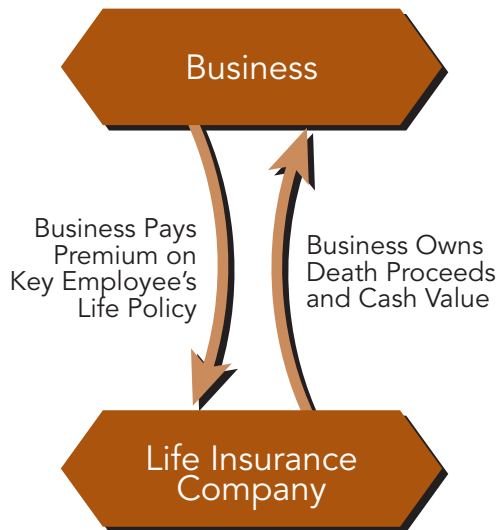 Business
Business Pays
Premium on
Key Employee’s
Life Policy
Business Owns
Death Proceeds
and Cash Value
Life Insurance
Company